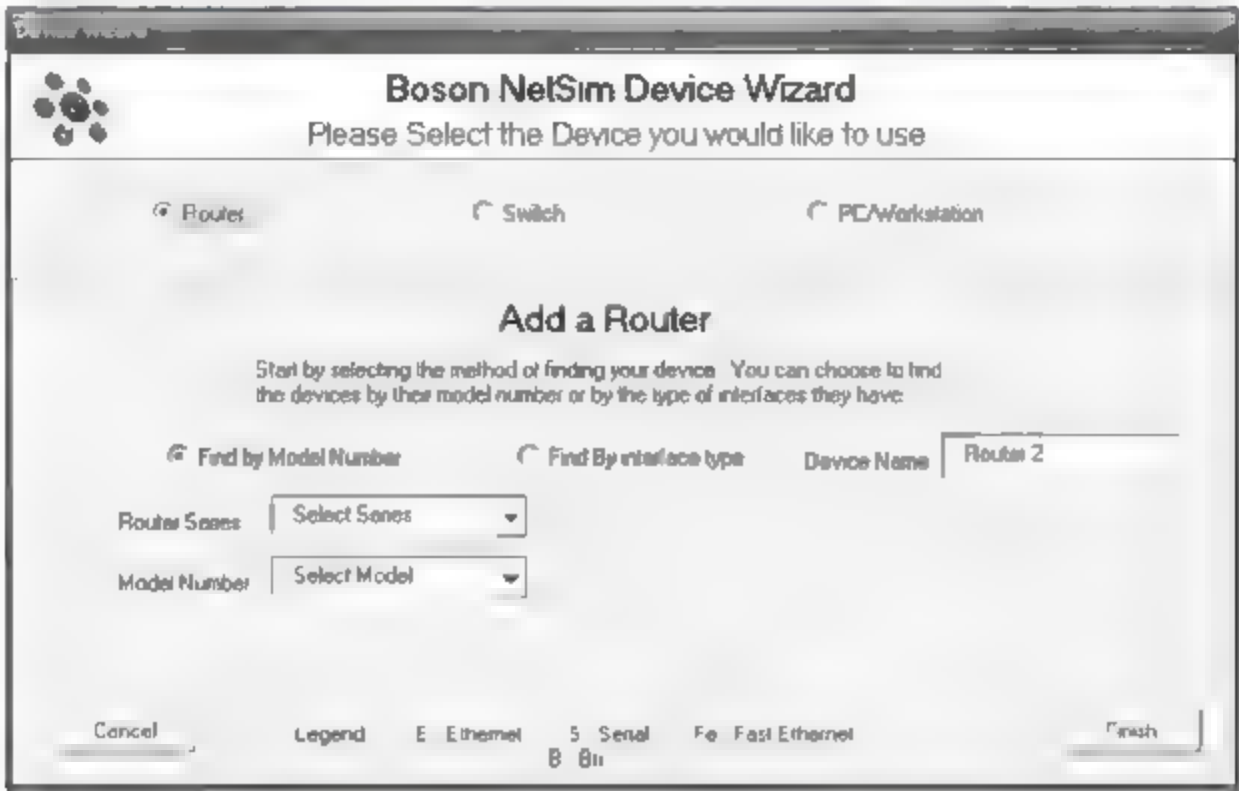 Device Wizard
Boson NetSim Device Wizard
Please Select the Device you would like to use
Router Switch PC/Workstation
Add a Router
Start by selecting the method of finding your device You can choose to find
the devices by their model number or by the type of interfaces they have
Find by Model Number Find By interface type Device Name Router 2
Router Series Select Series
Model Number Select Model
Cancel Legend E Ethernet S Serial Fe Fast Ethernet Finish
B Bri